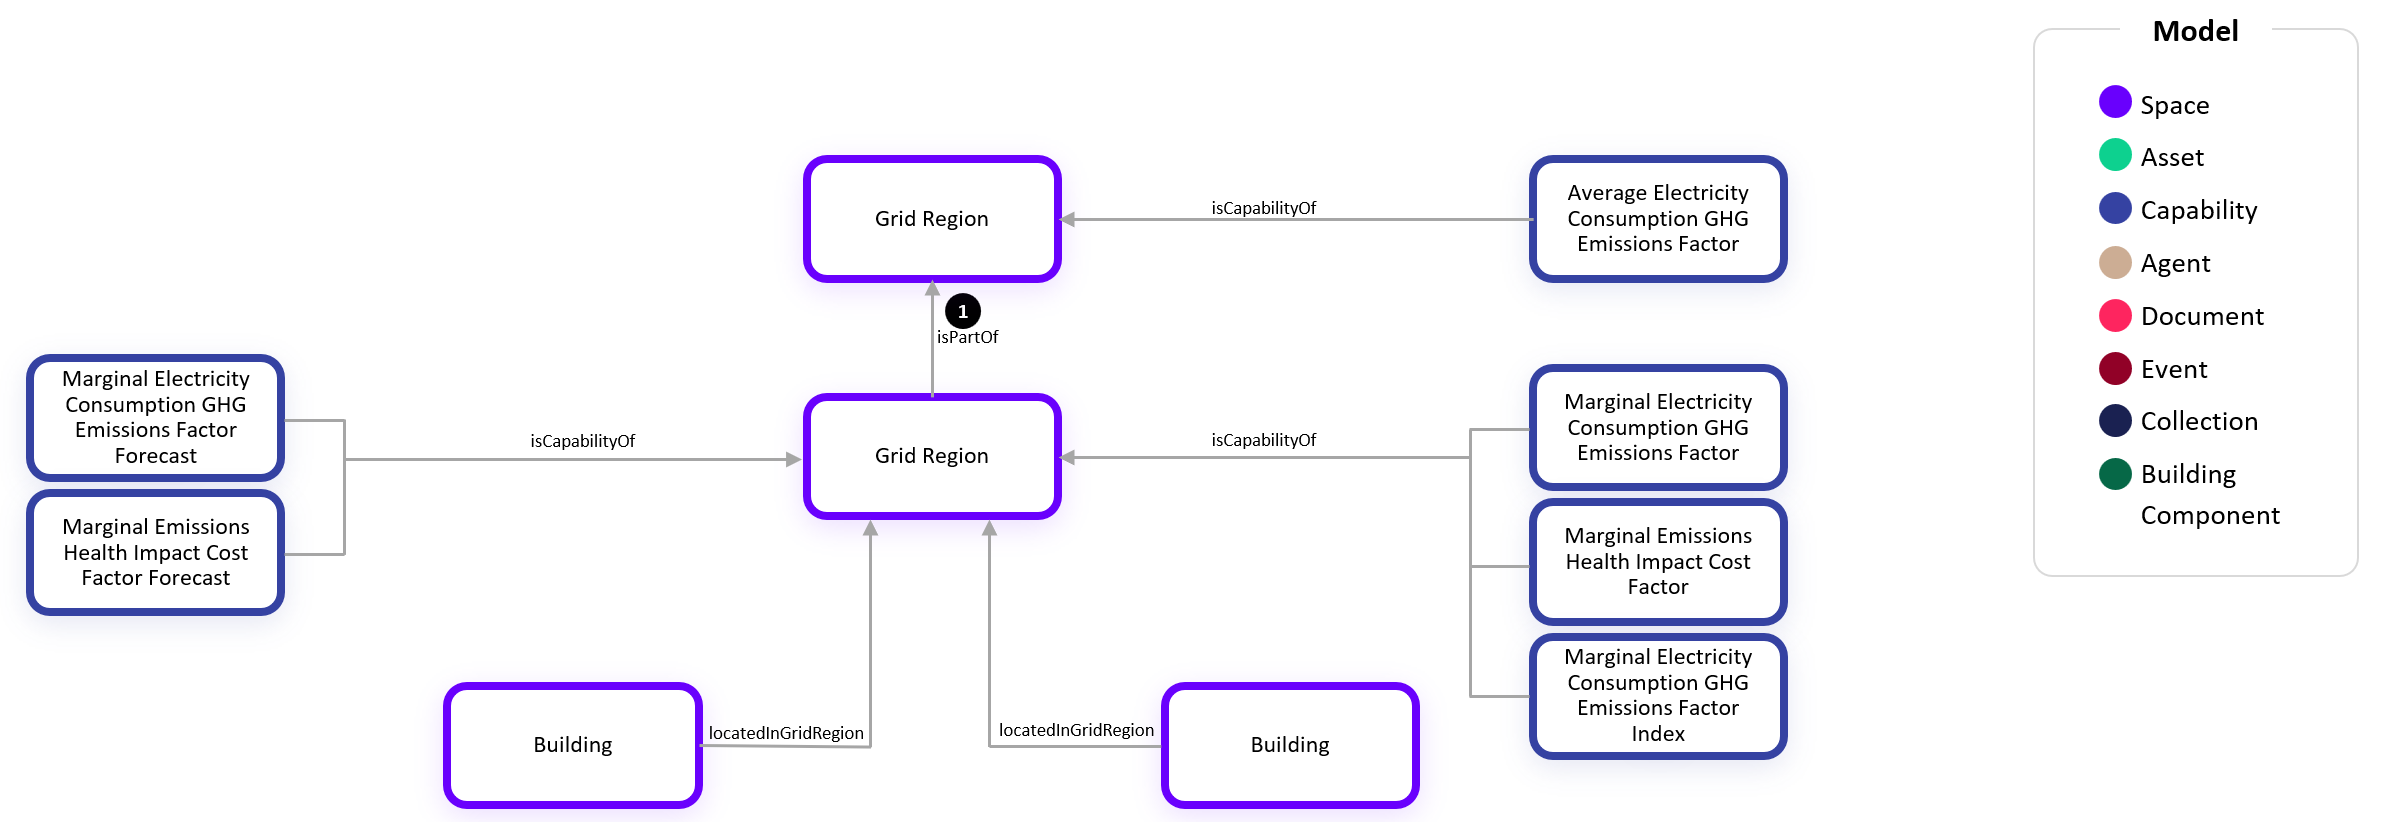 Model
Space
Asset
Capability
Agent
Document
Event
Collection
Building
Component
Grid Region
isCapabilityOf
Average Electricity
Consumption GHG
Emissions Factor
1
isPartOf
Marginal Electricity
Consumption GHG
Emissions Factor
Forecast
Marginal Emissions
Health Impact Cost
Factor Forecast
isCapabilityOf
Grid Region
isCapabilityOf
Marginal Electricity
Consumption GHG
Emissions Factor
Marginal Emissions
Health Impact Cost
Factor
Marginal Electricity
Consumption GHG
Emissions Factor
Index
Building
locatedInGridRegion
locatedInGridRegion
Building